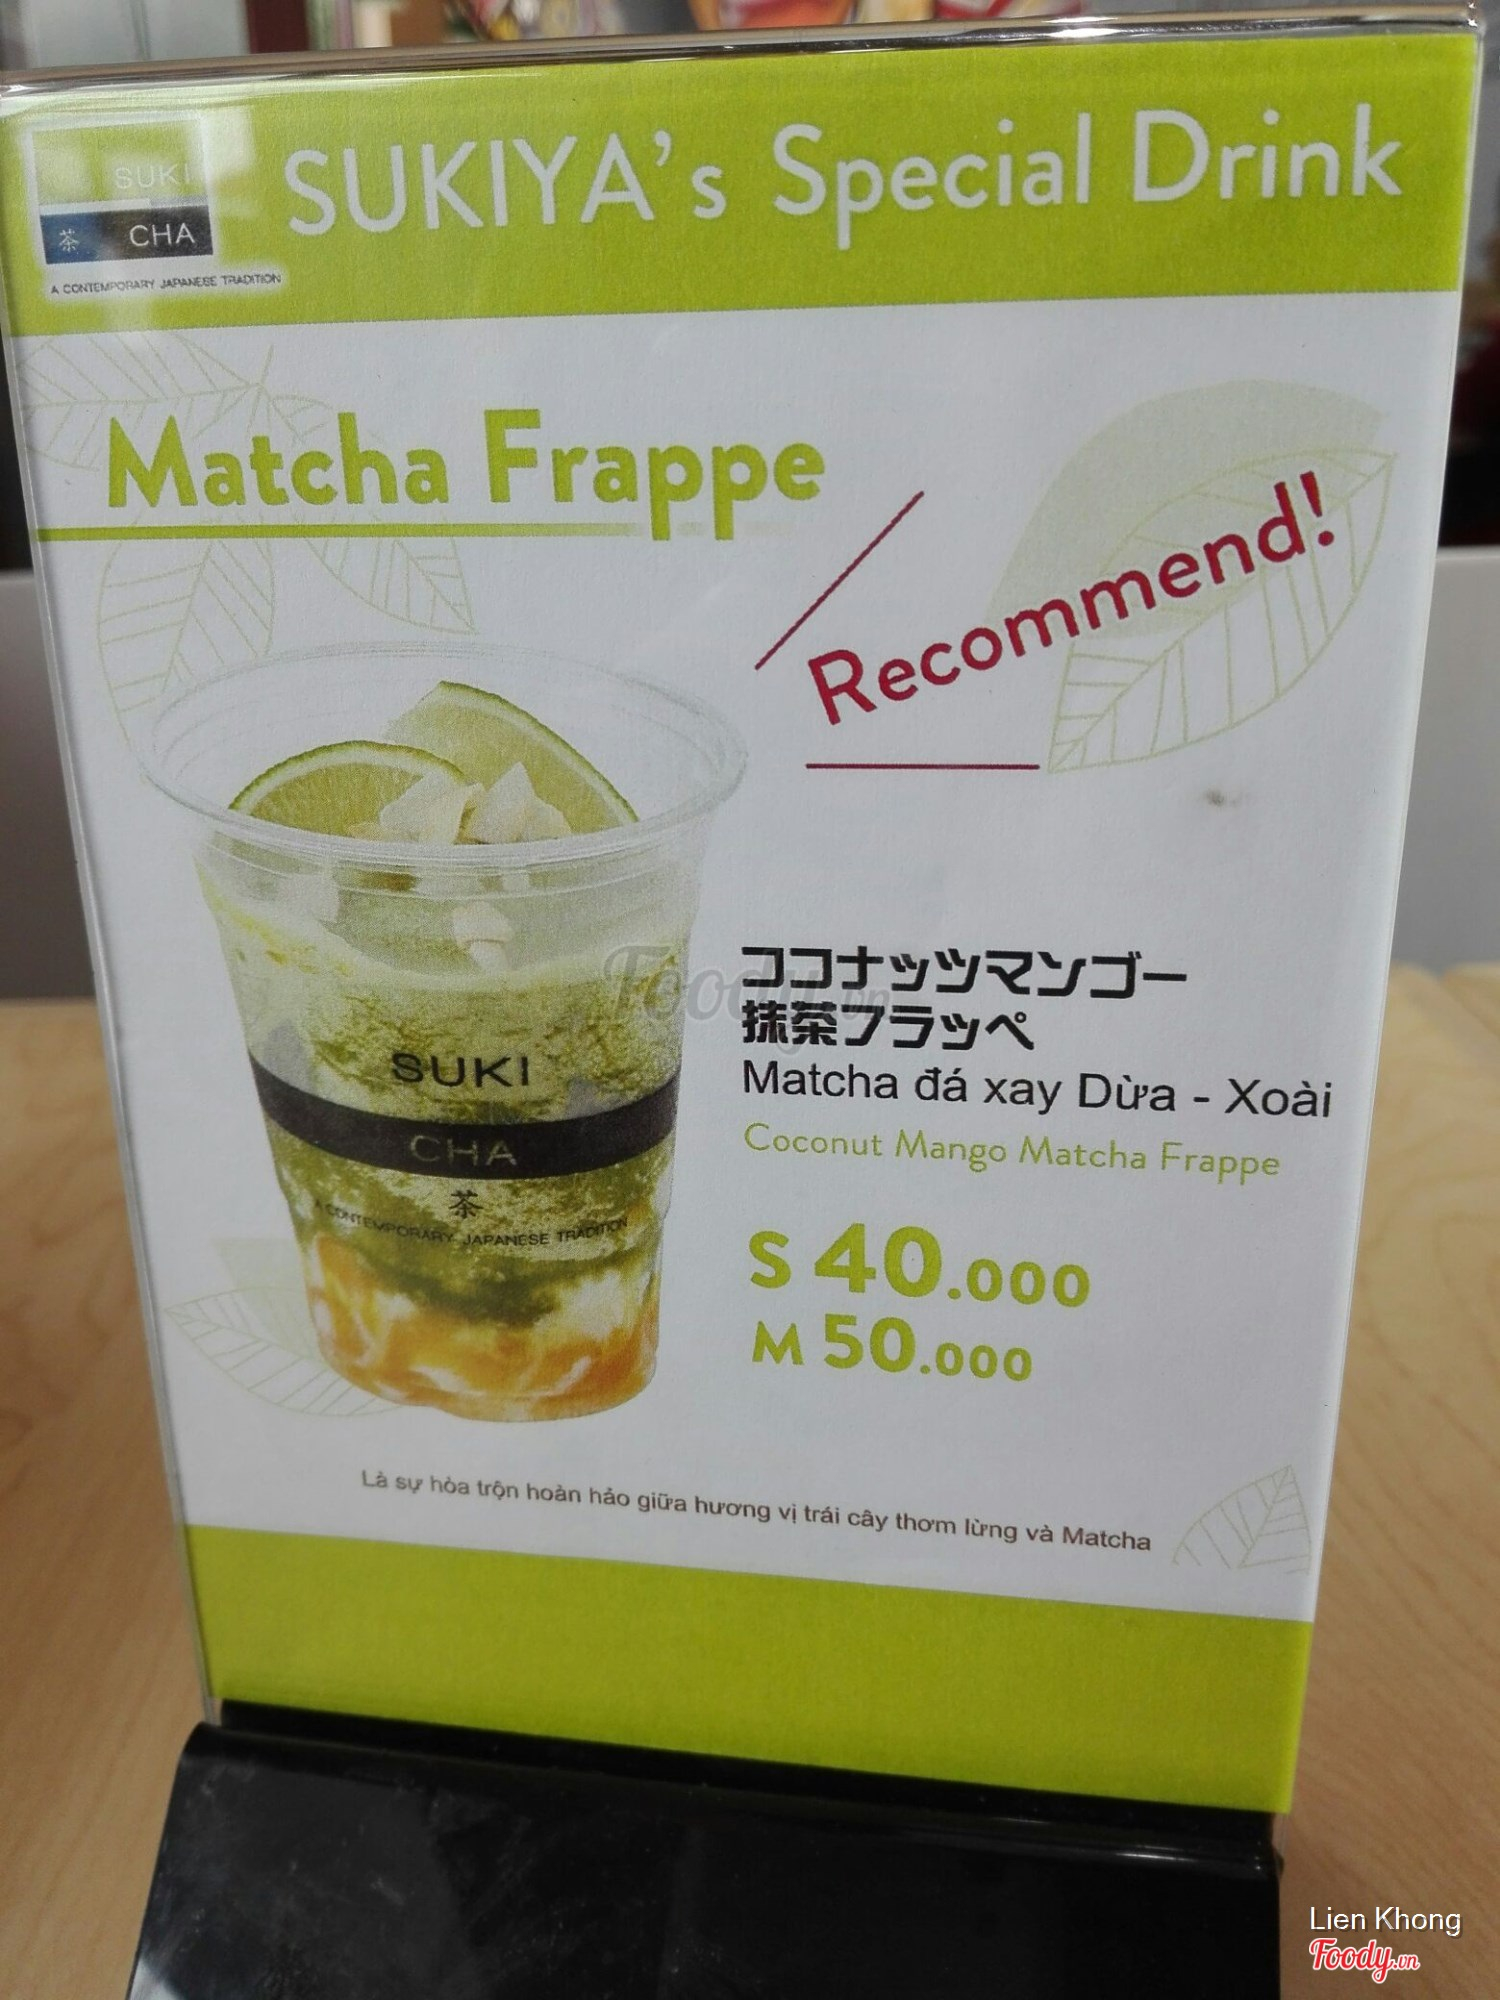 SUKI
茶 CHA
A CONTEMPORARY JAPANESE TRADITION
SUKIYA's Special Drink
Matcha Frappe
Recommend!
ココナッツマンゴー
抹茶フラッペ
Matcha đá xay Dừa - Xoài
Coconut Mango Matcha Frappe
S 40.000
M 50.000
SUKI
CHA
茶
A CONTEMPORARY JAPANESE TRADITION
Foody.vn
Là sự hòa trộn hoàn hảo giữa hương vị trái cây thơm lừng và Matcha
Lien Khong
Foody.vn